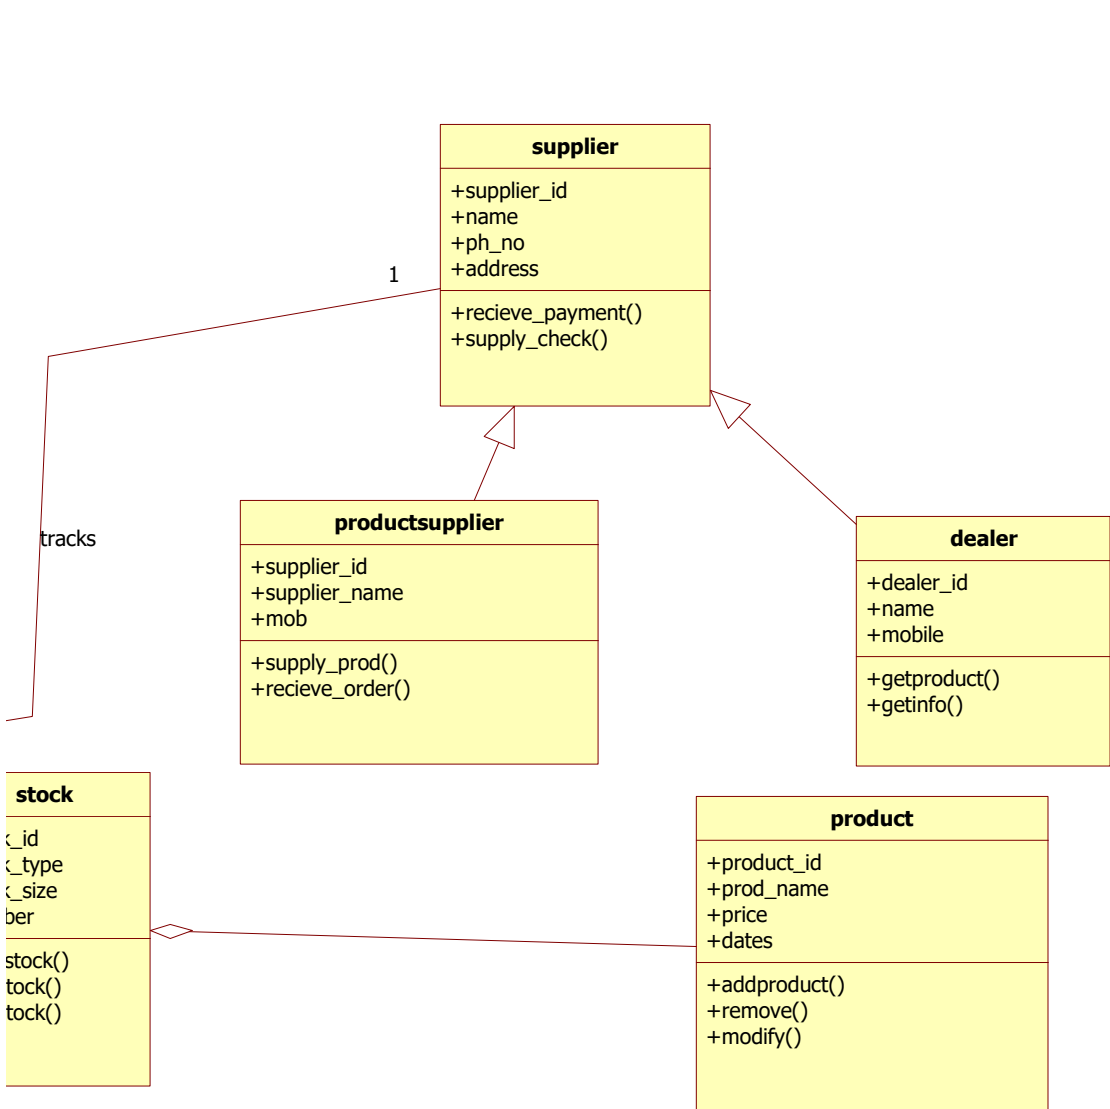 supplier
+supplier_id
+name
+ph_no
+address
+recieve_payment()
+supply_check()
1
tracks
productsupplier
+supplier_id
+supplier_name
+mob
+supply_prod()
+recieve_order()
dealer
+dealer_id
+name
+mobile
+getproduct()
+getinfo()
stock
_id
_type
_size
ber
stock()
tock()
tock()
product
+product_id
+prod_name
+price
+dates
+addproduct()
+remove()
+modify()